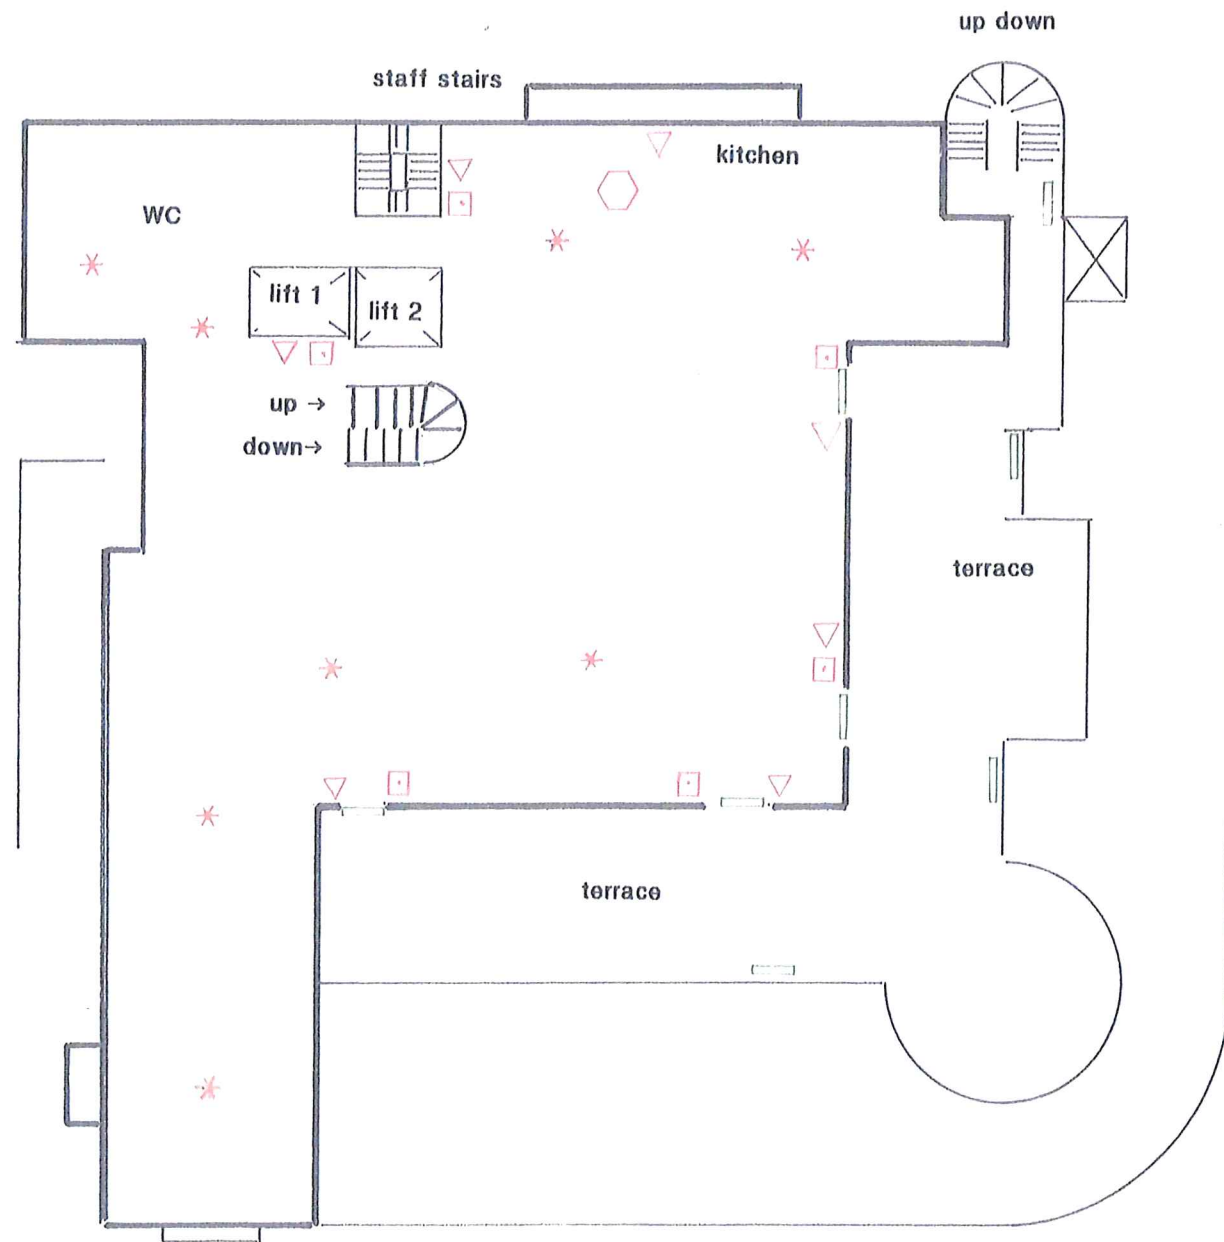 up down
staff stairs
kitchen
WC
lift 1
lift 2
up →
down→
terrace
terrace